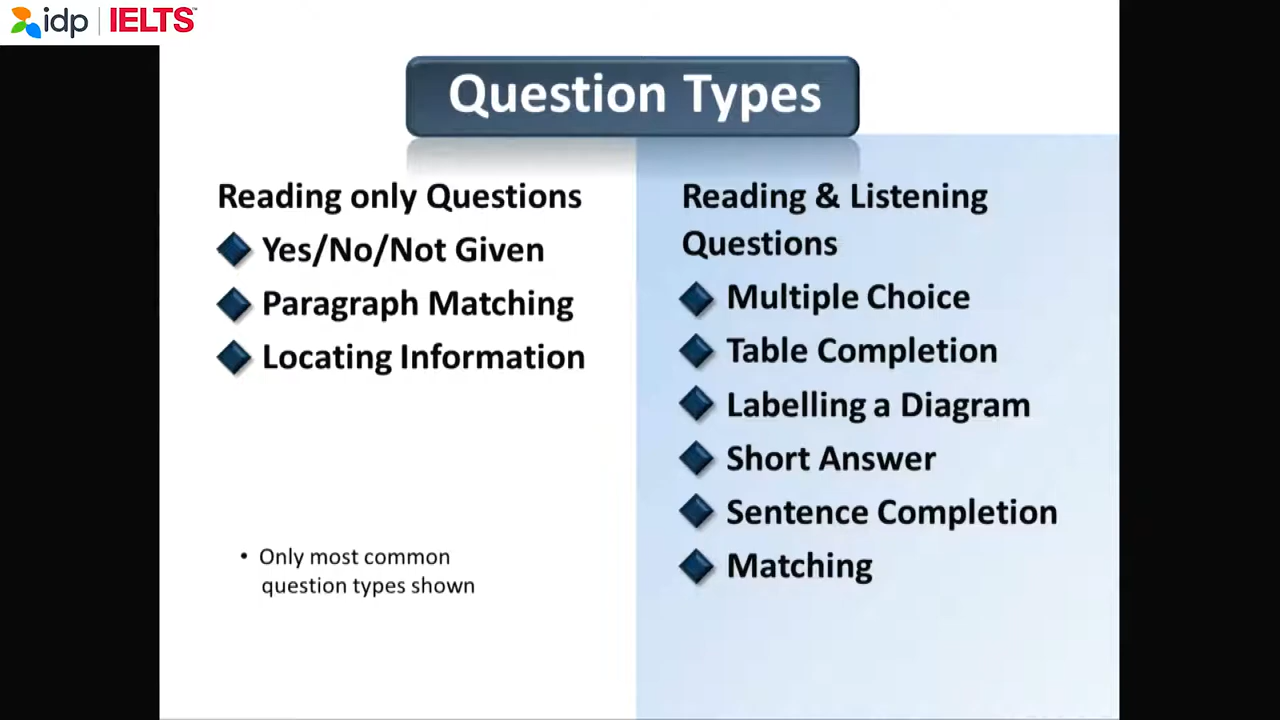 idp | IELTS™
Question Types
Reading only Questions
Yes/No/Not Given
Paragraph Matching
Locating Information
• Only most common
question types shown
Reading & Listening
Questions
Multiple Choice
Table Completion
Labelling a Diagram
Short Answer
Sentence Completion
Matching